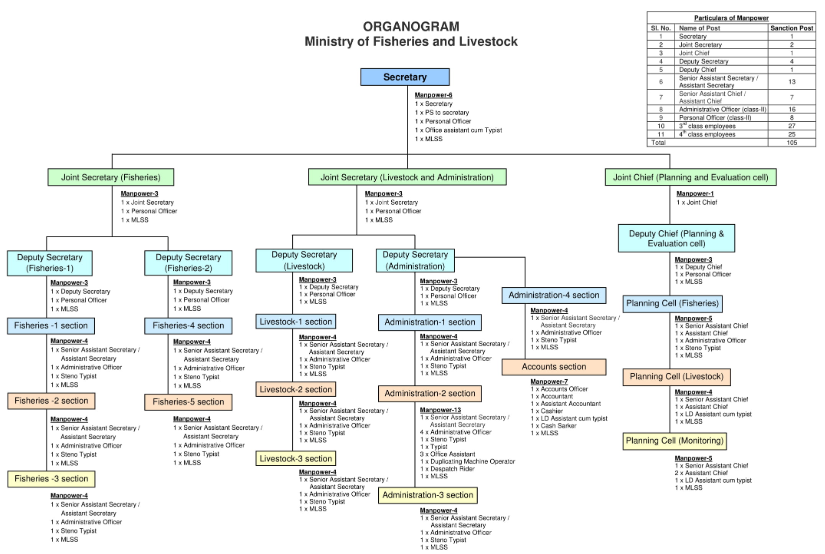 ORGANOGRAM
Ministry of Fisheries and Livestock
Particulars of Manpower
Sl. No. Name of Post Sanction Post
1 Secretary 1
2 Joint Secretary 2
3 Joint Chief 1
4 Deputy Secretary 4
5 Deputy Chief 1
6 Senior Assistant Secretary / Assistant Secretary 13
7 Senior Assistant Chief / Assistant Chief 7
8 Administrative Officer (class-II) 16
9 Personal Officer (class-II) 8
10 3rd class employees 27
11 4th class employees 25
Total 105
Secretary
Manpower-6
1 x Secretary
1 x PS to secretary
1 x Personal Officer
1 x Office assistant cum Typist
1 x MLSS
Joint Secretary (Fisheries)
Manpower-3
1 x Joint Secretary
1 x Personal Officer
1 x MLSS
Deputy Secretary
(Fisheries-1)
Manpower-3
1 x Deputy Secretary
1 x Personal Officer
1 x MLSS
Fisheries -1 section
Manpower-4
1 x Senior Assistant Secretary /
Assistant Secretary
1 x Administrative Officer
1 x Steno Typist
1 x MLSS
Fisheries -2 section
Manpower-4
1 x Senior Assistant Secretary /
Assistant Secretary
1 x Administrative Officer
1 x Steno Typist
1 x MLSS
Fisheries -3 section
Manpower-4
1 x Senior Assistant Secretary /
Assistant Secretary
1 x Administrative Officer
1 x Steno Typist
1 x MLSS
Deputy Secretary
(Fisheries-2)
Manpower-3
1 x Deputy Secretary
1 x Personal Officer
1 x MLSS
Fisheries-4 section
Manpower-4
1 x Senior Assistant Secretary /
Assistant Secretary
1 x Administrative Officer
1 x Steno Typist
1 x MLSS
Fisheries-5 section
Manpower-4
1 x Senior Assistant Secretary /
Assistant Secretary
1 x Administrative Officer
1 x Steno Typist
1 x MLSS
Joint Secretary (Livestock and Administration)
Manpower-3
1 x Joint Secretary
1 x Personal Officer
1 x MLSS
Deputy Secretary
(Livestock)
Manpower-3
1 x Deputy Secretary
1 x Personal Officer
1 x MLSS
Livestock-1 section
Manpower-4
1 x Senior Assistant Secretary /
Assistant Secretary
1 x Administrative Officer
1 x Steno Typist
1 x MLSS
Livestock-2 section
Manpower-4
1 x Senior Assistant Secretary /
Assistant Secretary
1 x Administrative Officer
1 x Steno Typist
1 x MLSS
Livestock-3 section
Manpower-4
1 x Senior Assistant Secretary /
Assistant Secretary
1 x Administrative Officer
1 x Steno Typist
1 x MLSS
Deputy Secretary
(Administration)
Manpower-3
1 x Deputy Secretary
1 x Personal Officer
1 x MLSS
Administration-1 section
Manpower-4
1 x Senior Assistant Secretary /
Assistant Secretary
1 x Administrative Officer
1 x Steno Typist
1 x MLSS
Administration-2 section
Manpower-13
1 x Senior Assistant Secretary /
Assistant Secretary
4 x Administrative Officer
1 x Steno Typist
1 x Typist
3 x Office Assistant
1 x Duplicating Machine Operator
1 x Despatch Rider
1 x MLSS
Administration-3 section
Manpower-4
1 x Senior Assistant Secretary /
Assistant Secretary
1 x Administrative Officer
1 x Steno Typist
1 x MLSS
Administration-4 section
Manpower-4
1 x Senior Assistant Secretary /
Assistant Secretary
1 x Administrative Officer
1 x Steno Typist
1 x MLSS
Accounts section
Manpower-7
1 x Accounts Officer
1 x Accountant
1 x Assistant Accountant
1 x Cashier
1 x LD Assistant cum typist
1 x Cash Sarker
1 x MLSS
Joint Chief (Planning and Evaluation cell)
Manpower-1
1 x Joint Chief
Deputy Chief (Planning &
Evaluation cell)
Manpower-3
1 x Deputy Chief
1 x Personal Officer
1 x MLSS
Planning Cell (Fisheries)
Manpower-5
1 x Senior Assistant Chief
1 x Assistant Chief
1 x Administrative Officer
1 x Steno Typist
1 x MLSS
Planning Cell (Livestock)
Manpower-4
1 x Senior Assistant Chief
1 x Assistant Chief
1 x LD Assistant cum typist
1 x MLSS
Planning Cell (Monitoring)
Manpower-5
1 x Senior Assistant Chief
2 x Assistant Chief
1 x LD Assistant cum typist
1 x MLSS